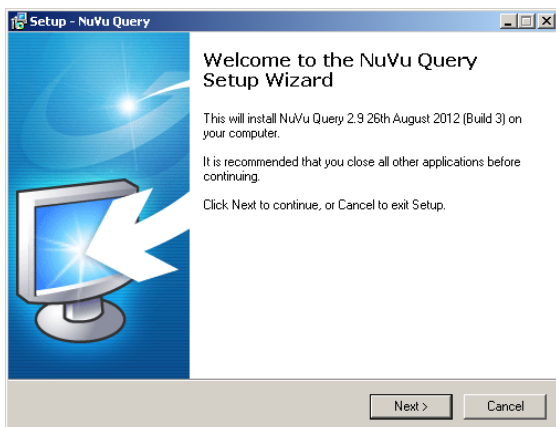 Setup - NuVu Query
Welcome to the NuVu Query
Setup Wizard
This will install NuVu Query 2.9 26th August 2012 (Build 3) on
your computer.
It is recommended that you close all other applications before
continuing.
Click Next to continue, or Cancel to exit Setup.
Next >
Cancel